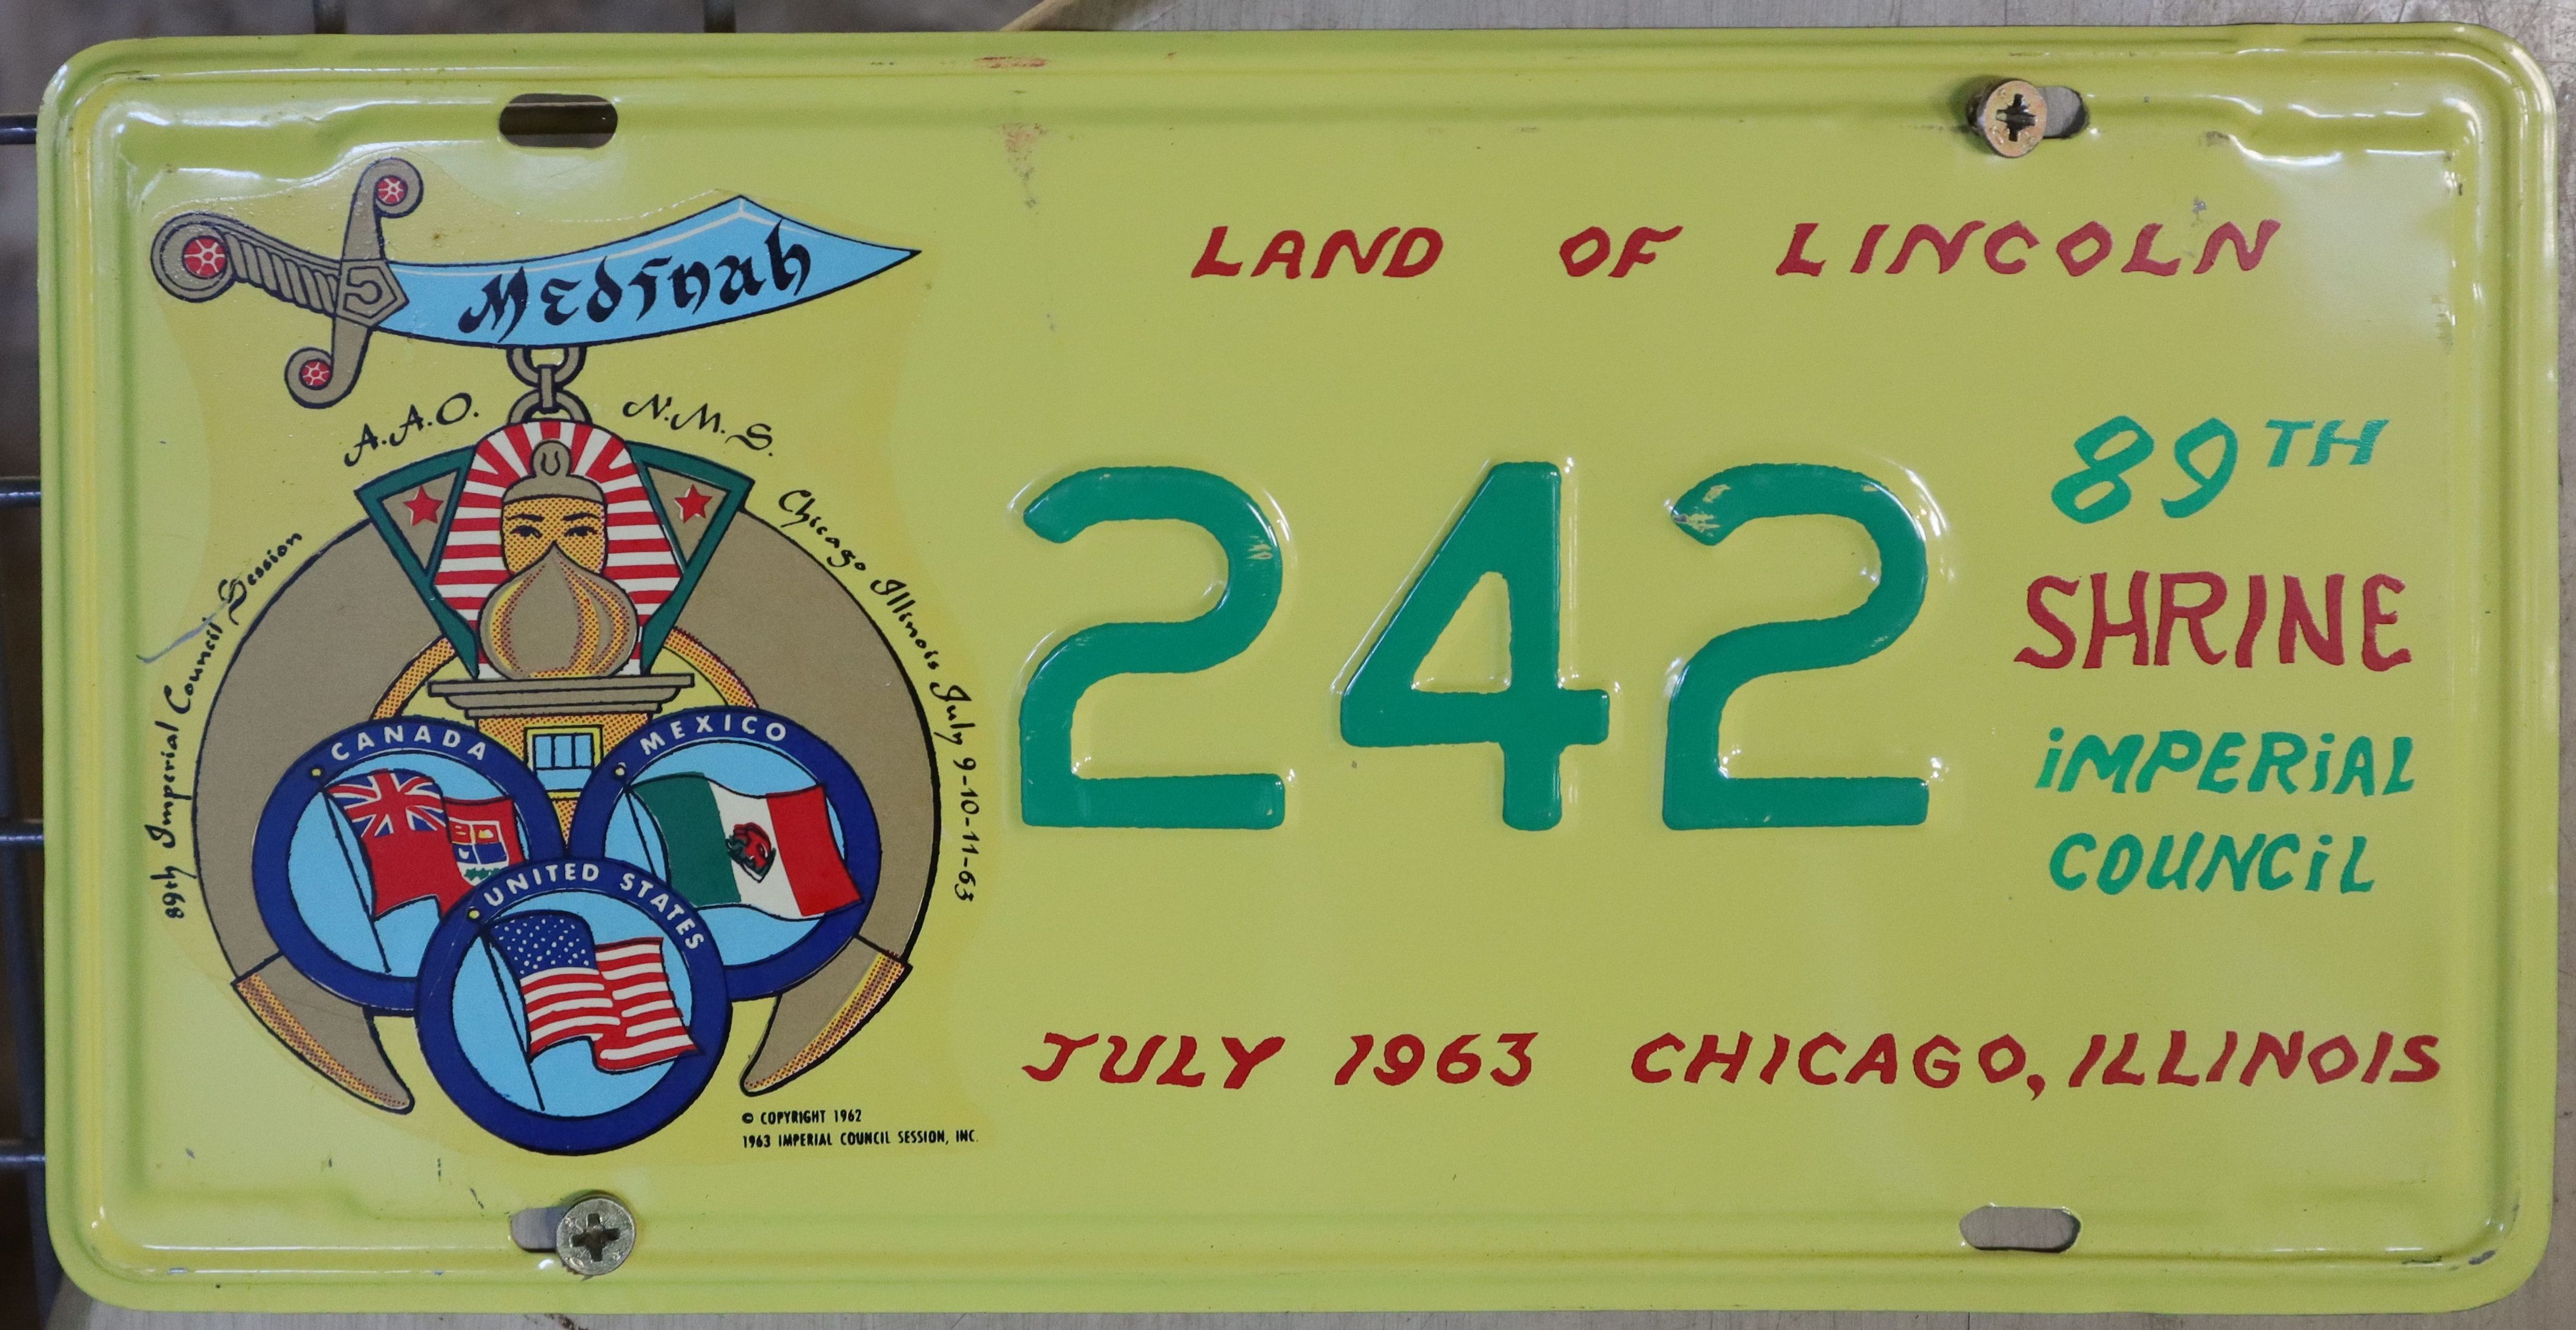 Medinah
A.A.O. N.M.S.
89th Imperial Council Session
Chicago Illinois July 9-10-11-63
CANADA
MEXICO
UNITED STATES
© COPYRIGHT 1962
1963 IMPERIAL COUNCIL SESSION, INC.
LAND OF LINCOLN
242
89TH
SHRINE
iMPERiAL
COUNCiL
JULY 1963 CHICAGO, ILLINOIS